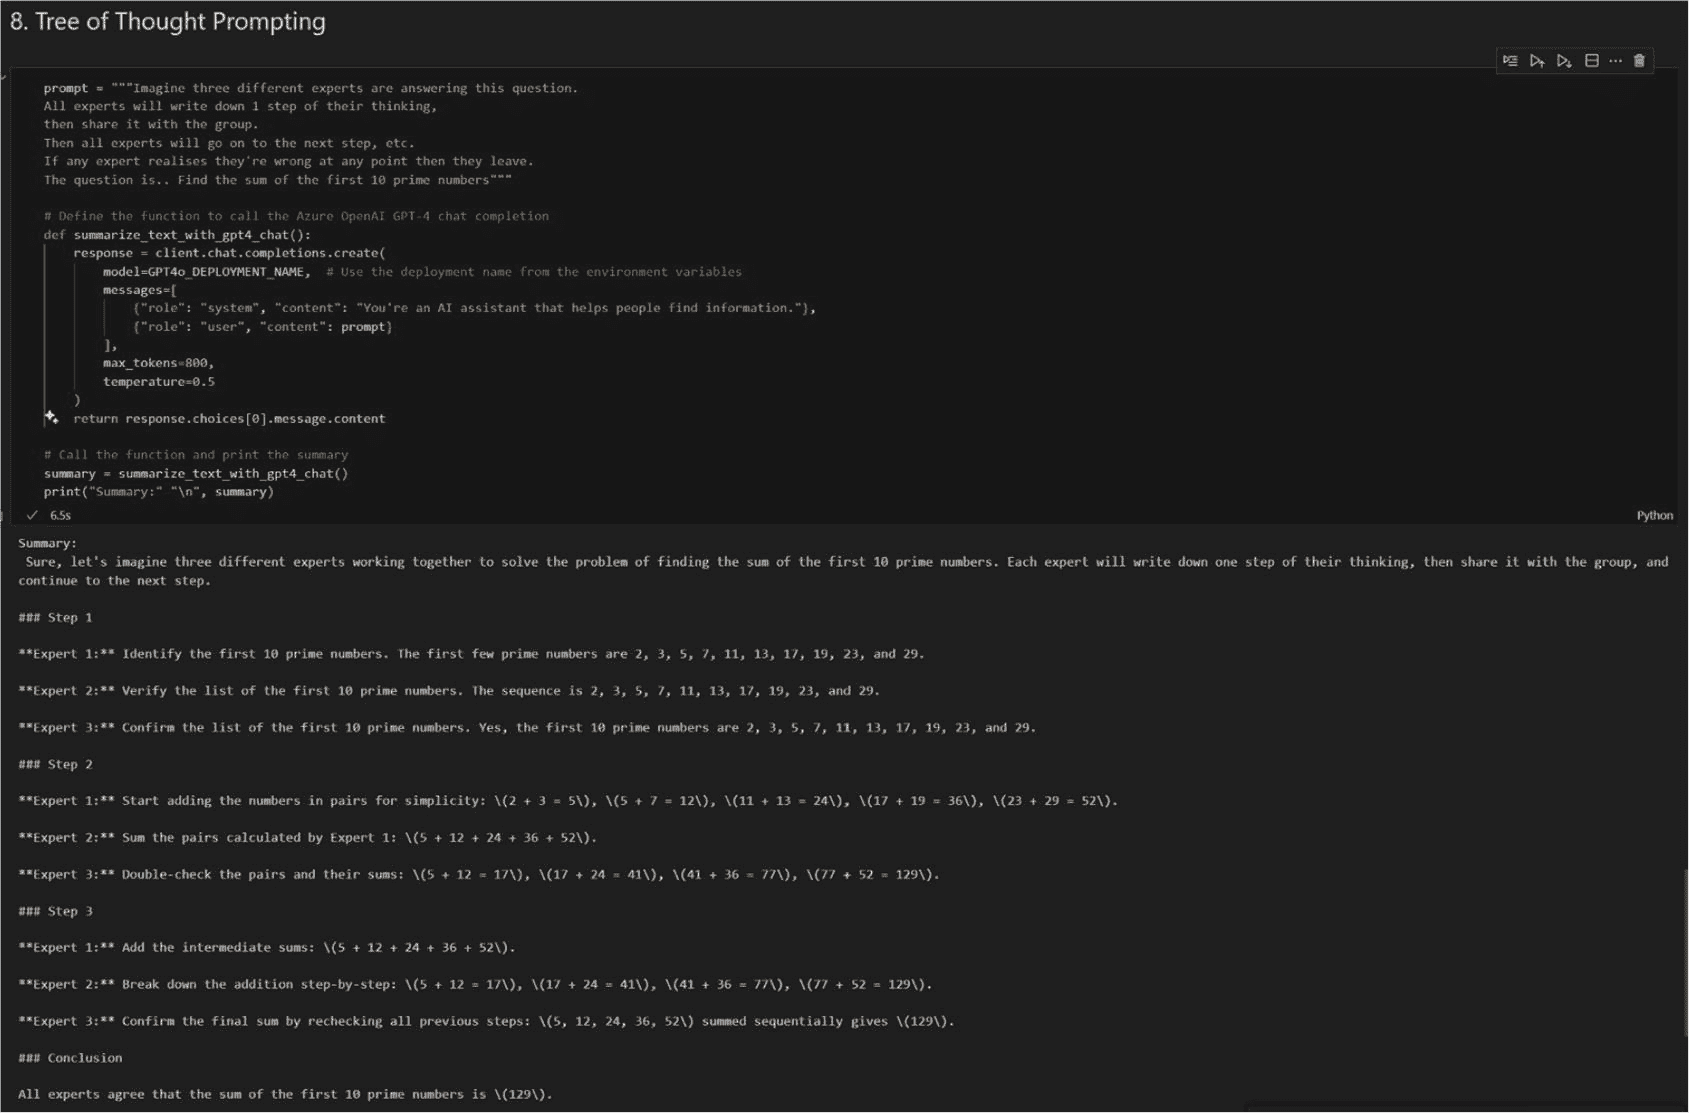 8. Tree of Thought Prompting
prompt = """Imagine three different experts are answering this question.
All experts will write down 1 step of their thinking,
then share it with the group.
Then all experts will go on to the next step, etc.
If any expert realises they're wrong at any point then they leave.
The question is.. Find the sum of the first 10 prime numbers"""
# Define the function to call the Azure OpenAI GPT-4 chat completion
def summarize_text_with_gpt4_chat():
response = client.chat.completions.create(
model=GPT4o_DEPLOYMENT_NAME,  # Use the deployment name from the environment variables
messages=[
{"role": "system", "content": "You're an AI assistant that helps people find information."},
{"role": "user", "content": prompt}
],
max_tokens=800,
temperature=0.5
)
return response.choices[0].message.content
# Call the function and print the summary
summary = summarize_text_with_gpt4_chat()
print("Summary:" "\n", summary)
6.5s
Python
Summary:
Sure, let's imagine three different experts working together to solve the problem of finding the sum of the first 10 prime numbers. Each expert will write down one step of their thinking, then share it with the group, and
continue to the next step.
### Step 1
**Expert 1:** Identify the first 10 prime numbers. The first few prime numbers are 2, 3, 5, 7, 11, 13, 17, 19, 23, and 29.
**Expert 2:** Verify the list of the first 10 prime numbers. The sequence is 2, 3, 5, 7, 11, 13, 17, 19, 23, and 29.
**Expert 3:** Confirm the list of the first 10 prime numbers. Yes, the first 10 prime numbers are 2, 3, 5, 7, 11, 13, 17, 19, 23, and 29.
### Step 2
**Expert 1:** Start adding the numbers in pairs for simplicity: \(2 + 3 = 5\), \(5 + 7 = 12\), \(11 + 13 = 24\), \(17 + 19 = 36\), \(23 + 29 = 52\).
**Expert 2:** Sum the pairs calculated by Expert 1: \(5 + 12 + 24 + 36 + 52\).
**Expert 3:** Double-check the pairs and their sums: \(5 + 12 = 17\), \(17 + 24 = 41\), \(41 + 36 = 77\), \(77 + 52 = 129\).
### Step 3
**Expert 1:** Add the intermediate sums: \(5 + 12 + 24 + 36 + 52\).
**Expert 2:** Break down the addition step-by-step: \(5 + 12 = 17\), \(17 + 24 = 41\), \(41 + 36 = 77\), \(77 + 52 = 129\).
**Expert 3:** Confirm the final sum by rechecking all previous steps: \(5, 12, 24, 36, 52\) summed sequentially gives \(129\).
### Conclusion
All experts agree that the sum of the first 10 prime numbers is \(129\).